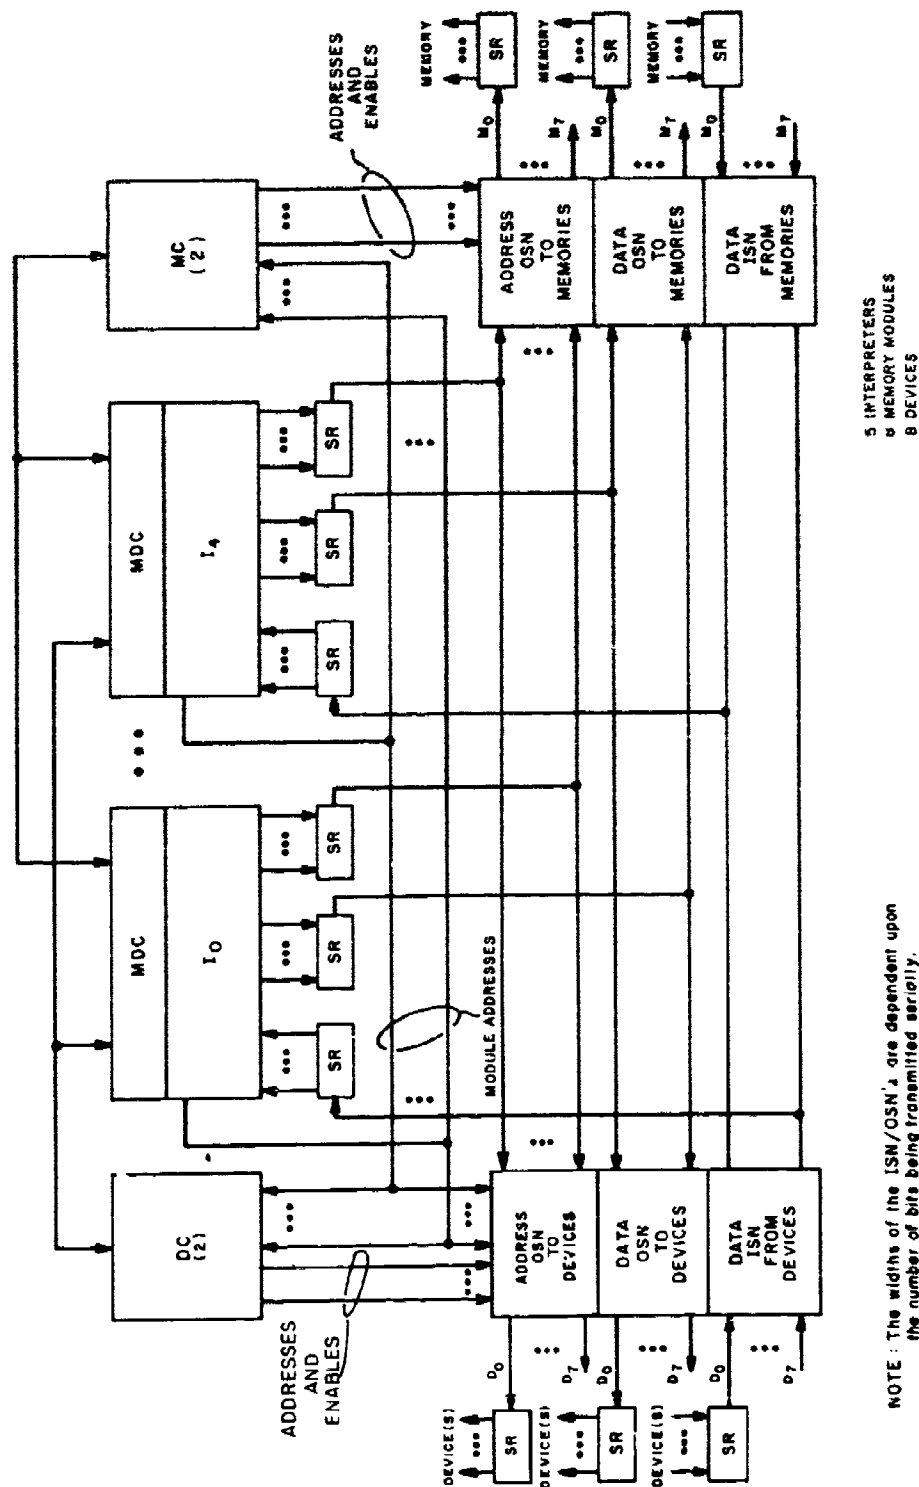 DC
(2)
MDC
I0
MDC
I4
MC
(2)
ADDRESSES
AND
ENABLES
ADDRESSES
AND
ENABLES
SR
SR
SR
SR
SR
SR
MODULE ADDRESSES
ADDRESS
OSN
TO
DEVICES
DATA
OSN
TO
DEVICES
DATA
ISN
FROM
DEVICES
ADDRESS
OSN
TO
MEMORIES
DATA
OSN
TO
MEMORIES
DATA
ISN
FROM
MEMORIES
DEVICE(S)
SR
D0
D7
DEVICE(S)
SR
D0
D7
DEVICE(S)
SR
D0
D7
MEMORY
SR
M0
M7
MEMORY
SR
M0
M7
MEMORY
SR
M0
M7
5 INTERPRETERS
8 MEMORY MODULES
8 DEVICES
NOTE : The widths of the ISN/OSN's are dependent upon
the number of bits being transmitted serially.